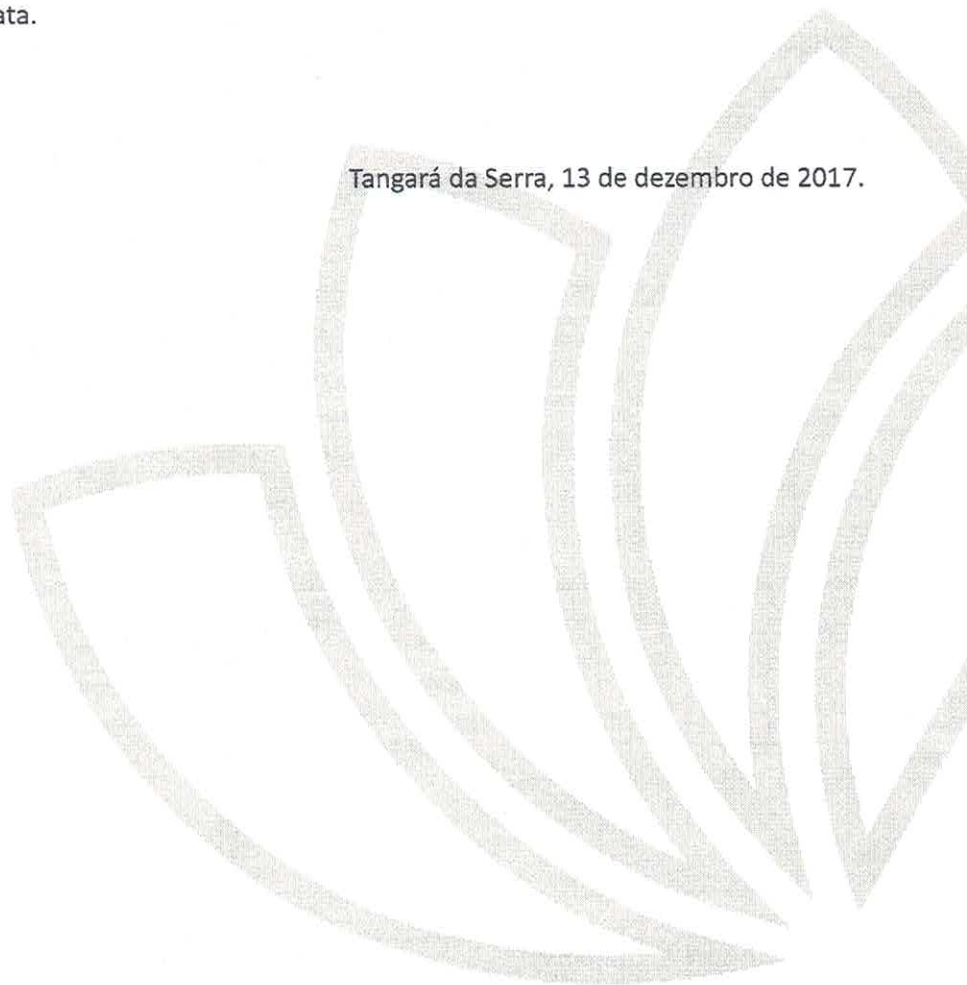 ata.
Tangará da Serra, 13 de dezembro de 2017.